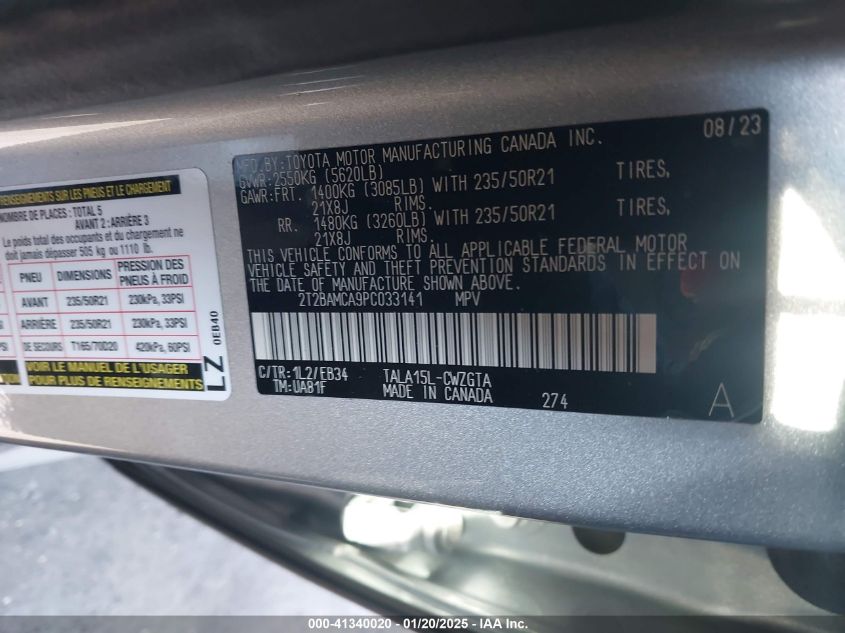 RENSEIGNEMENTS SUR LES PNEUS ET LE CHARGEMENT
NOMBRE DE PLACES : TOTAL 5
AVANT 2 : ARRIÈRE 3
Le poids total des occupants et du chargement ne
doit jamais dépasser 505 kg ou 1110 lb.
PNEU DIMENSIONS PRESSION DES PNEUS À FROID
AVANT 235/50R21 230kPa, 33PSI
ARRIÈRE 235/50R21 230kPa, 33PSI
DE SECOURS T165/70D20 420kPa, 60PSI
VOIR LE MANUEL DE L'USAGER
POUR PLUS DE RENSEIGNEMENTS
LZ 0EB40
MFD BY:TOYOTA MOTOR MANUFACTURING CANADA INC. 08/23
GVWR:2550KG (5620LB)
GAWR:FRT. 1400KG (3085LB) WITH 235/50R21 TIRES,
21X8J RIMS.
RR. 1480KG (3260LB) WITH 235/50R21 TIRES,
21X8J RIMS.
THIS VEHICLE CONFORMS TO ALL APPLICABLE FEDERAL MOTOR
VEHICLE SAFETY AND THEFT PREVENTION STANDARDS IN EFFECT ON
THE DATE OF MANUFACTURE SHOWN ABOVE.
2T2BAMCA9PC033141 MPV
C/TR:1L2/EB34 TALA15L-CWZGTA
TM:UA81F MADE IN CANADA 274 A
000-41340020 — 01/20/2025 — IAA Inc.